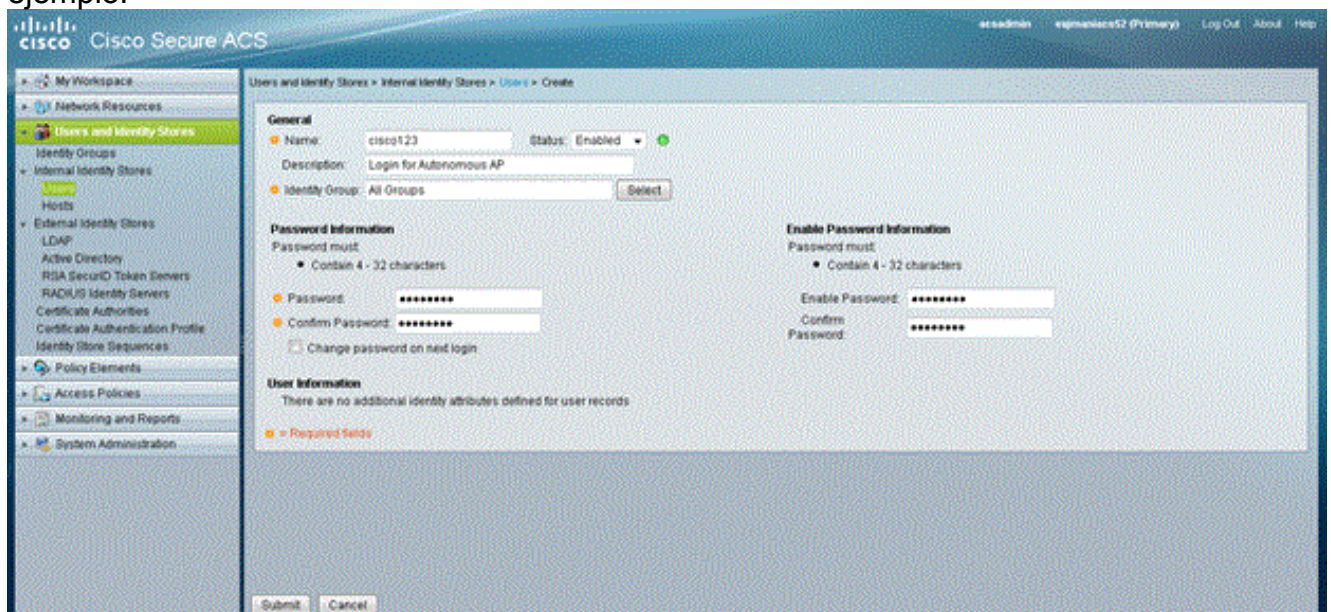 ejemplo:
CISCO Cisco Secure ACS
acsadmin (Primary) Log Out About Help
My Workspace
Network Resources
Users and Identity Stores
Identity Groups
Internal Identity Stores
Users
Hosts
External Identity Stores
LDAP
Active Directory
RSA SecurID Token Servers
RADIUS Identity Servers
Certificate Authorities
Certificate Authentication Profile
Identity Store Sequences
Policy Elements
Access Policies
Monitoring and Reports
System Administration
Users and Identity Stores > Internal Identity Stores > Users > Create
General
Name: cisco123 Status: Enabled
Description: Login for Autonomous AP
Identity Group: All Groups Select
Password Information
Password must:
• Contain 4 - 32 characters
Password: ••••••••
Confirm Password: ••••••••
Change password on next login
Enable Password Information
Password must:
• Contain 4 - 32 characters
Enable Password: ••••••••
Confirm
Password: ••••••••
User Information
There are no additional identity attributes defined for user records
= Required fields
Submit Cancel